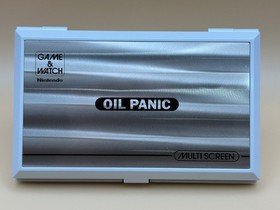 GAME
&
WATCH
Nintendo
OIL PANIC
MULTI SCREEN